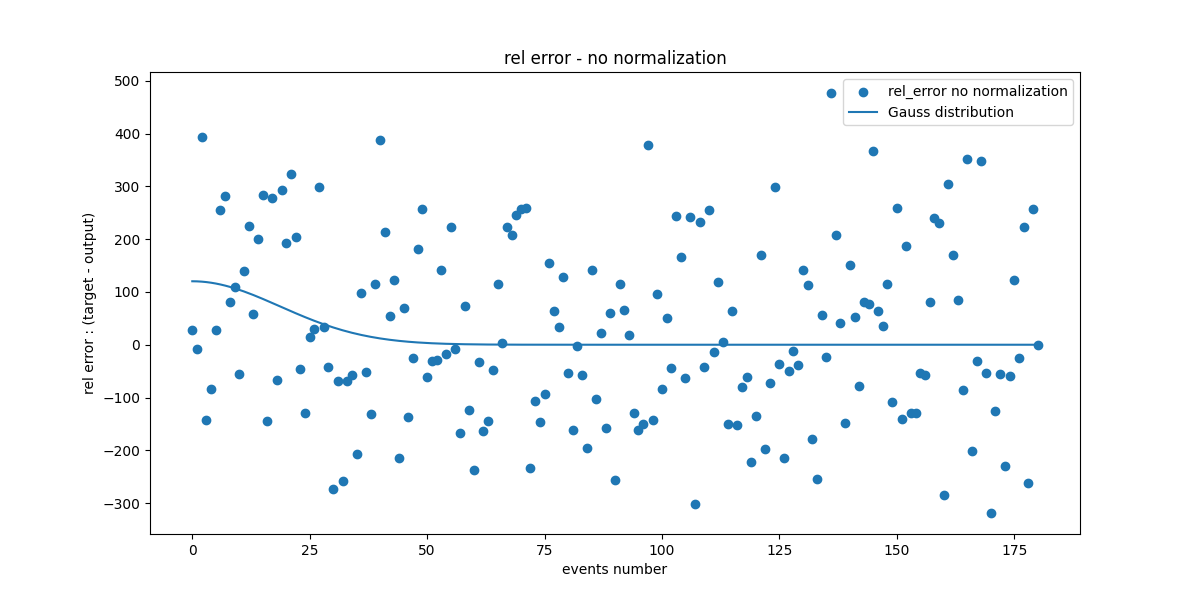 rel error - no normalization
rel_error no normalization
Gauss distribution
rel error : (target - output)
500
400
300
200
100
0
−100
−200
−300
0 25 50 75 100 125 150 175
events number